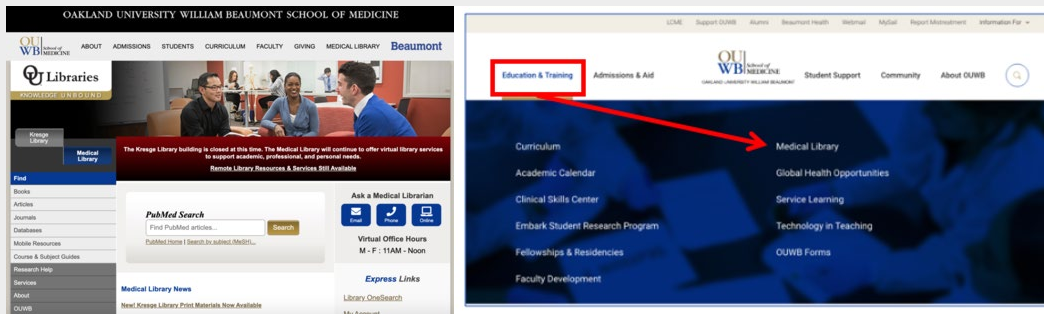 OAKLAND UNIVERSITY WILLIAM BEAUMONT SCHOOL OF MEDICINE
OU
WB School of
MEDICINE
ABOUT ADMISSIONS STUDENTS CURRICULUM FACULTY GIVING MEDICAL LIBRARY Beaumont
OU Libraries
KNOWLEDGE UNBOUND
Kresge
Library
Medical
Library
The Kresge Library building is closed at this time. The Medical Library will continue to offer virtual library services
to support academic, professional, and personal needs.
Remote Library Resources & Services Still Available
Find
Books
Articles
Journals
Databases
Mobile Resources
Course & Subject Guides
Research Help
Services
About
OUWB
PubMed Search
Find PubMed articles...
Search
PubMed Home | Search by subject (MeSH)...
Medical Library News
New! Kresge Library Print Materials Now Available
Ask a Medical Librarian
Email Phone Online
Virtual Office Hours
M - F : 11AM - Noon
Express Links
Library OneSearch
My Account
LCME Support OUWB Alumni Beaumont Health Webmail MySail Report Mistreatment Information For
Education & Training
Admissions & Aid
OU
WB School of
MEDICINE
OAKLAND UNIVERSITY WILLIAM BEAUMONT
Student Support
Community
About OUWB
Curriculum
Academic Calendar
Clinical Skills Center
Embark Student Research Program
Fellowships & Residencies
Faculty Development
Medical Library
Global Health Opportunities
Service Learning
Technology in Teaching
OUWB Forms